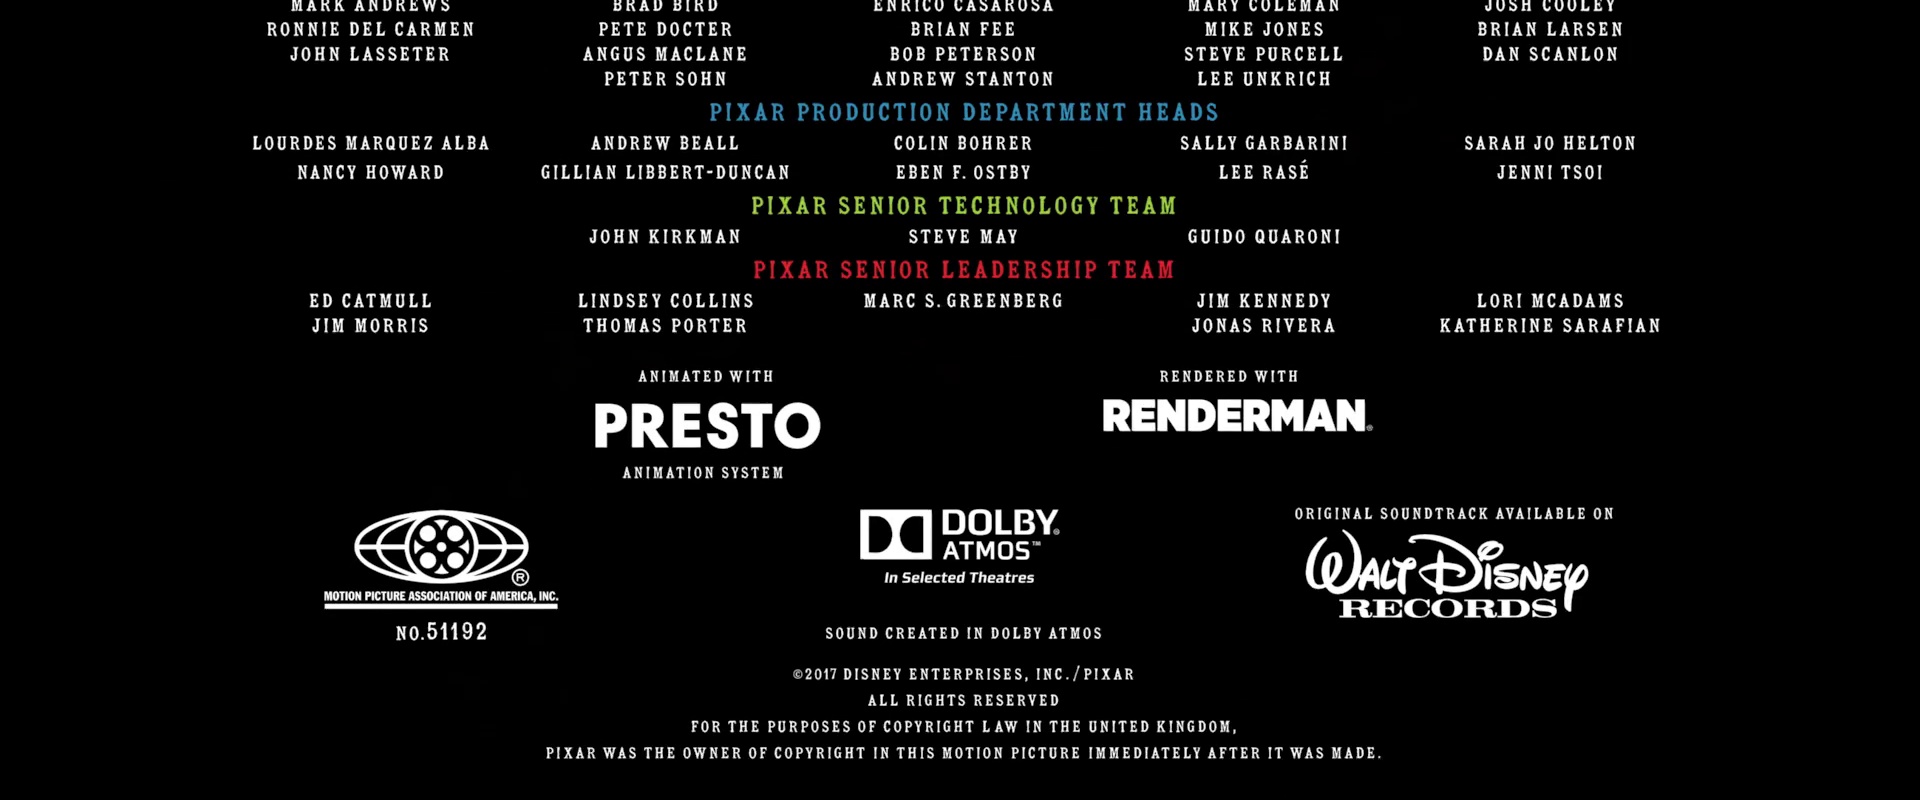 MARK ANDREWS BRAD BIRD ENRICO CASAROSA MARY COLEMAN JOSH COOLEY
RONNIE DEL CARMEN PETE DOCTER BRIAN FEE MIKE JONES BRIAN LARSEN
JOHN LASSETER ANGUS MACLANE BOB PETERSON STEVE PURCELL DAN SCANLON
PETER SOHN ANDREW STANTON LEE UNKRICH
PIXAR PRODUCTION DEPARTMENT HEADS
LOURDES MARQUEZ ALBA ANDREW BEALL COLIN BOHRER SALLY GARBARINI SARAH JO HELTON
NANCY HOWARD GILLIAN LIBBERT-DUNCAN EBEN F. OSTBY LEE RASÉ JENNI TSOI
PIXAR SENIOR TECHNOLOGY TEAM
JOHN KIRKMAN STEVE MAY GUIDO QUARONI
PIXAR SENIOR LEADERSHIP TEAM
ED CATMULL LINDSEY COLLINS MARC S. GREENBERG JIM KENNEDY LORI MCADAMS
JIM MORRIS THOMAS PORTER JONAS RIVERA KATHERINE SARAFIAN
ANIMATED WITH RENDERED WITH
PRESTO RENDERMAN®
ANIMATION SYSTEM
ORIGINAL SOUNDTRACK AVAILABLE ON
DOLBY®
ATMOS™
In Selected Theatres
WALT DISNEY
RECORDS
®
MOTION PICTURE ASSOCIATION OF AMERICA, INC.
NO.51192
SOUND CREATED IN DOLBY ATMOS
©2017 DISNEY ENTERPRISES, INC./PIXAR
ALL RIGHTS RESERVED
FOR THE PURPOSES OF COPYRIGHT LAW IN THE UNITED KINGDOM,
PIXAR WAS THE OWNER OF COPYRIGHT IN THIS MOTION PICTURE IMMEDIATELY AFTER IT WAS MADE.